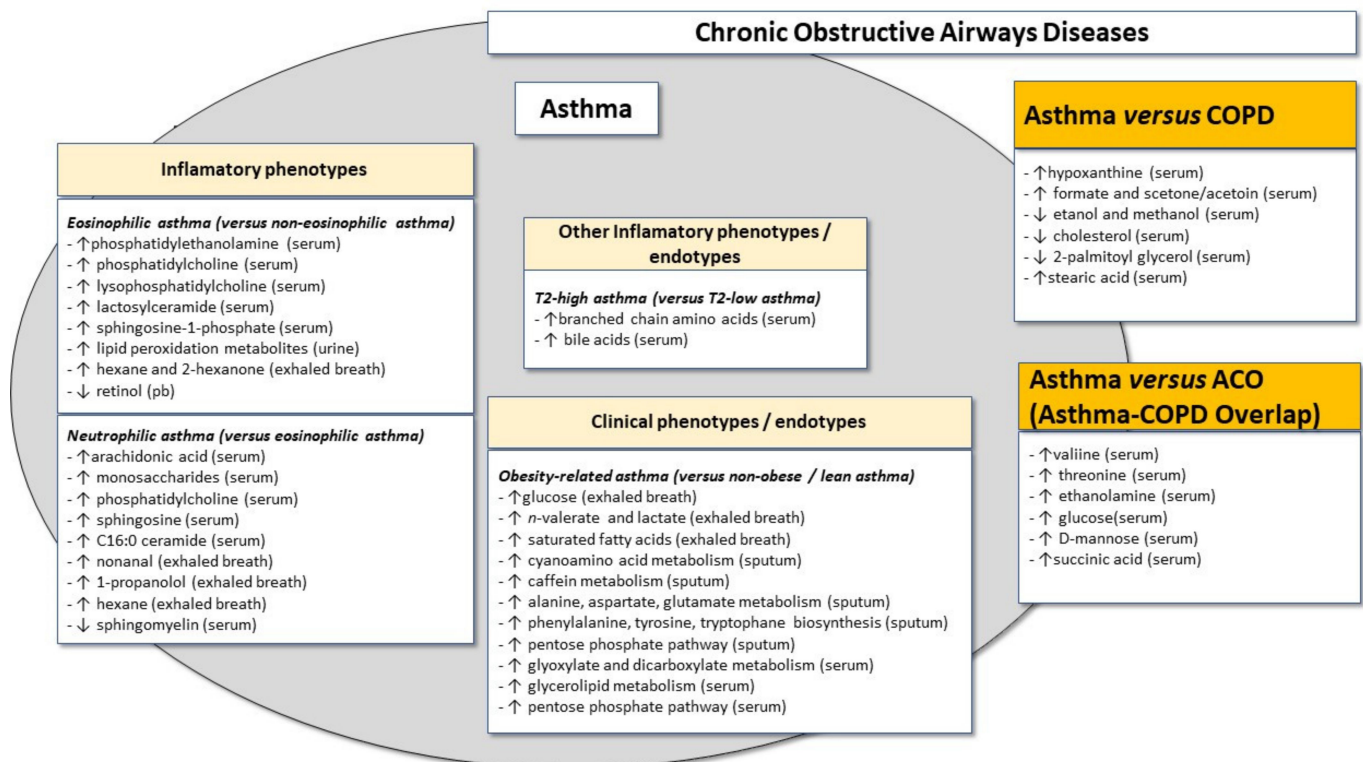 Chronic Obstructive Airways Diseases
Asthma
Inflamatory phenotypes
Eosinophilic asthma (versus non-eosinophilic asthma)
- ↑phosphatidylethanolamine (serum)
- ↑ phosphatidylcholine (serum)
- ↑ lysophosphatidylcholine (serum)
- ↑ lactosylceramide (serum)
- ↑ sphingosine-1-phosphate (serum)
- ↑ lipid peroxidation metabolites (urine)
- ↑ hexane and 2-hexanone (exhaled breath)
- ↓ retinol (pb)
Neutrophilic asthma (versus eosinophilic asthma)
- ↑arachidonic acid (serum)
- ↑ monosaccharides (serum)
- ↑ phosphatidylcholine (serum)
- ↑ sphingosine (serum)
- ↑ C16:0 ceramide (serum)
- ↑ nonanal (exhaled breath)
- ↑ 1-propanolol (exhaled breath)
- ↑ hexane (exhaled breath)
- ↓ sphingomyelin (serum)
Other Inflamatory phenotypes /
endotypes
T2-high asthma (versus T2-low asthma)
- ↑branched chain amino acids (serum)
- ↑ bile acids (serum)
Clinical phenotypes / endotypes
Obesity-related asthma (versus non-obese / lean asthma)
- ↑glucose (exhaled breath)
- ↑ n-valerate and lactate (exhaled breath)
- ↑ saturated fatty acids (exhaled breath)
- ↑ cyanoamino acid metabolism (sputum)
- ↑ caffein metabolism (sputum)
- ↑ alanine, aspartate, glutamate metabolism (sputum)
- ↑ phenylalanine, tyrosine, tryptophane biosynthesis (sputum)
- ↑ pentose phosphate pathway (sputum)
- ↑ glyoxylate and dicarboxylate metabolism (serum)
- ↑ glycerolipid metabolism (serum)
- ↑ pentose phosphate pathway (serum)
Asthma versus COPD
- ↑hypoxanthine (serum)
- ↑ formate and scetone/acetoin (serum)
- ↓ etanol and methanol (serum)
- ↓ cholesterol (serum)
- ↓ 2-palmitoyl glycerol (serum)
- ↑stearic acid (serum)
Asthma versus ACO
(Asthma-COPD Overlap)
- ↑valiine (serum)
- ↑ threonine (serum)
- ↑ ethanolamine (serum)
- ↑ glucose(serum)
- ↑ D-mannose (serum)
- ↑succinic acid (serum)